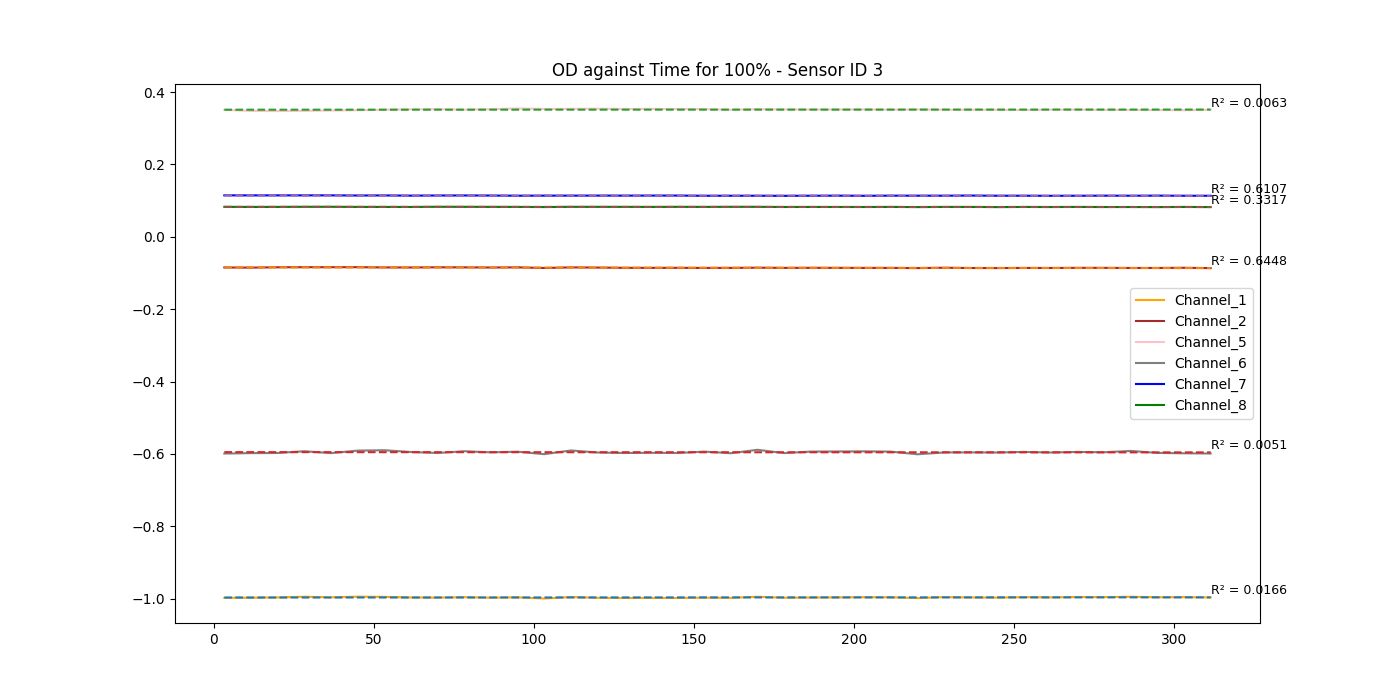 OD against Time for 100% - Sensor ID 3
0.4
0.2
0.0
−0.2
−0.4
−0.6
−0.8
−1.0
R² = 0.0063
R² = 0.6107
R² = 0.3317
R² = 0.6448
Channel_1
Channel_2
Channel_5
Channel_6
Channel_7
Channel_8
R² = 0.0051
R² = 0.0166
0 50 100 150 200 250 300